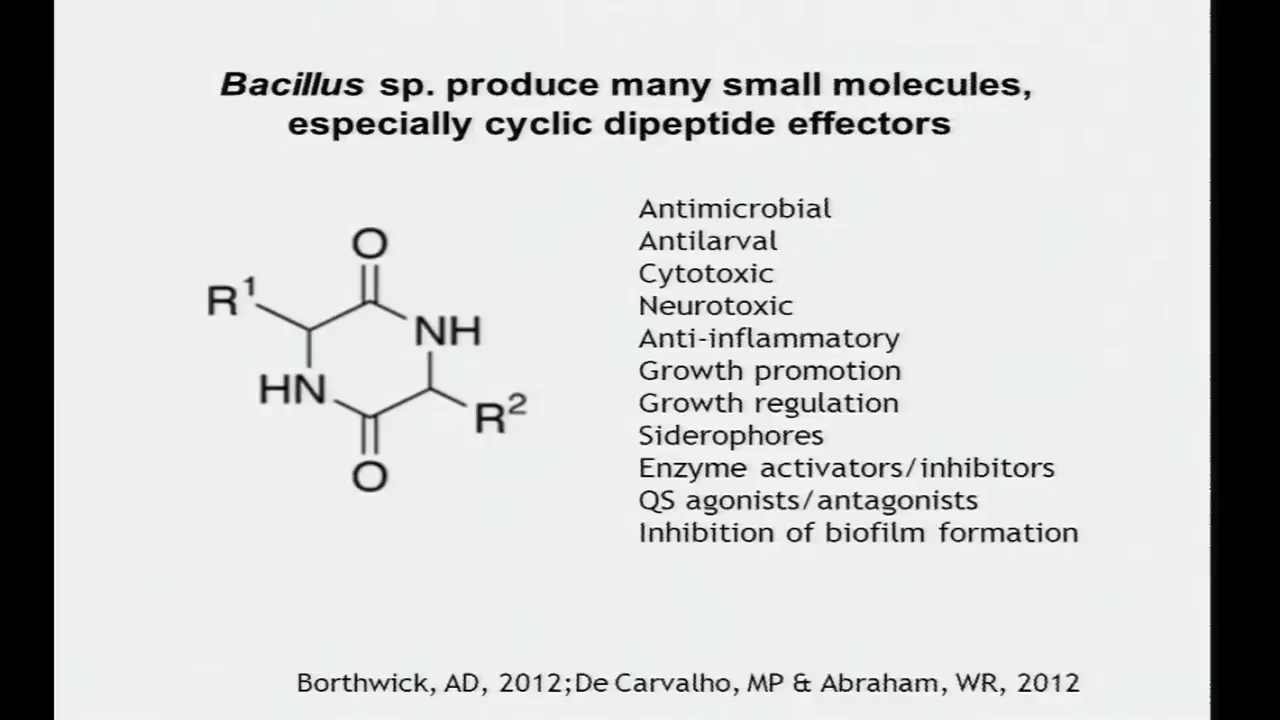 Bacillus sp. produce many small molecules,
especially cyclic dipeptide effectors
O
R¹
NH
HN
R²
O
Antimicrobial
Antilarval
Cytotoxic
Neurotoxic
Anti-inflammatory
Growth promotion
Growth regulation
Siderophores
Enzyme activators/inhibitors
QS agonists/antagonists
Inhibition of biofilm formation
Borthwick, AD, 2012;De Carvalho, MP & Abraham, WR, 2012